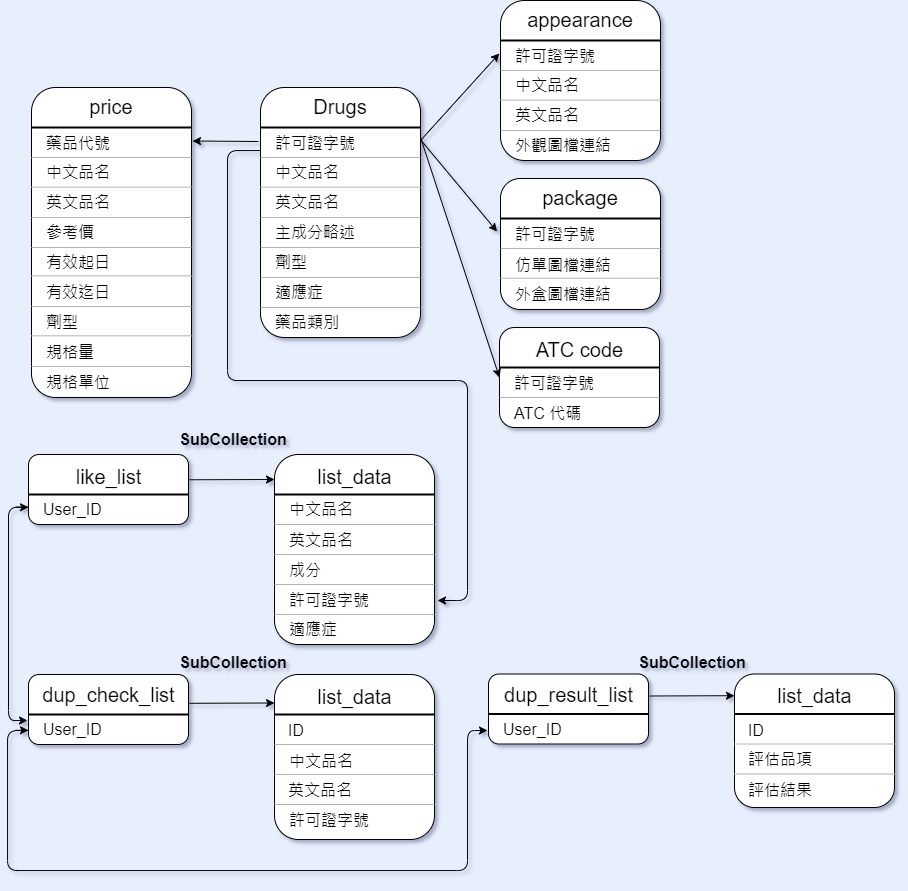 appearance
許可證字號
中文品名
英文品名
外觀圖檔連結
price
藥品代號
中文品名
英文品名
參考價
有效起日
有效迄日
劑型
規格量
規格單位
Drugs
許可證字號
中文品名
英文品名
主成分略述
劑型
適應症
藥品類別
package
許可證字號
仿單圖檔連結
外盒圖檔連結
ATC code
許可證字號
ATC 代碼
SubCollection
like_list
User_ID
list_data
中文品名
英文品名
成分
許可證字號
適應症
SubCollection
dup_check_list
User_ID
list_data
ID
中文品名
英文品名
許可證字號
SubCollection
dup_result_list
User_ID
list_data
ID
評估品項
評估結果